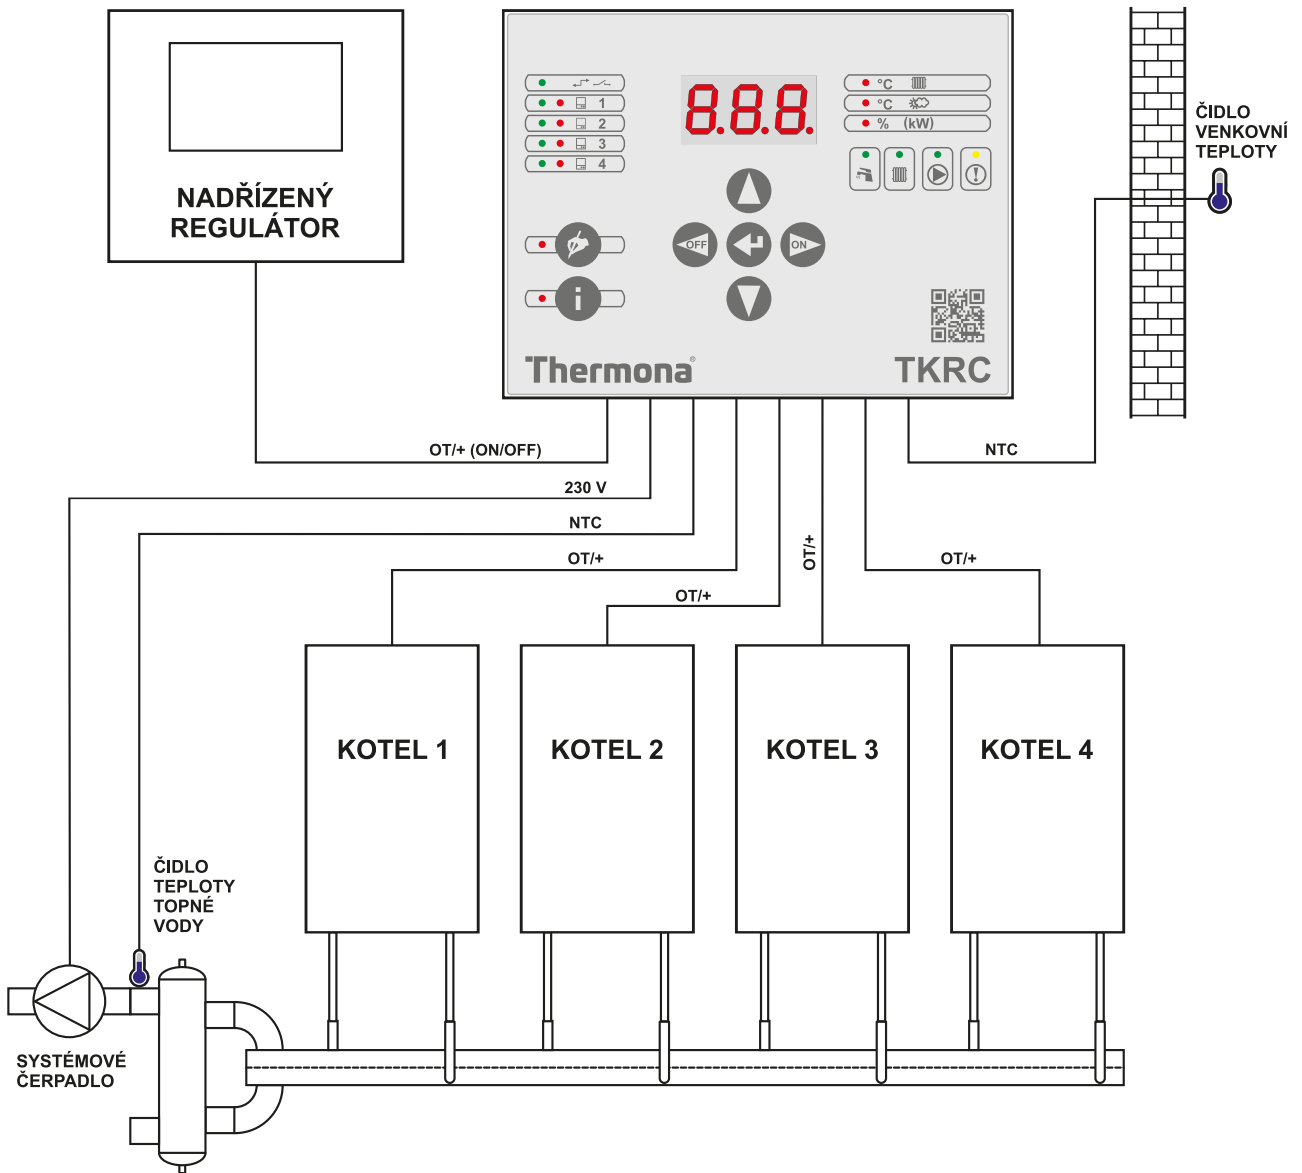 NADŘÍZENÝ
REGULÁTOR
1
2
3
4
8.8.8.
°C
°C
% (kW)
OFF
ON
i
Thermona®
TKRC
ČIDLO
VENKOVNÍ
TEPLOTY
OT/+ (ON/OFF)
NTC
230 V
NTC
OT/+
OT/+
OT/+
OT/+
KOTEL 1
KOTEL 2
KOTEL 3
KOTEL 4
ČIDLO
TEPLOTY
TOPNÉ
VODY
SYSTÉMOVÉ
ČERPADLO